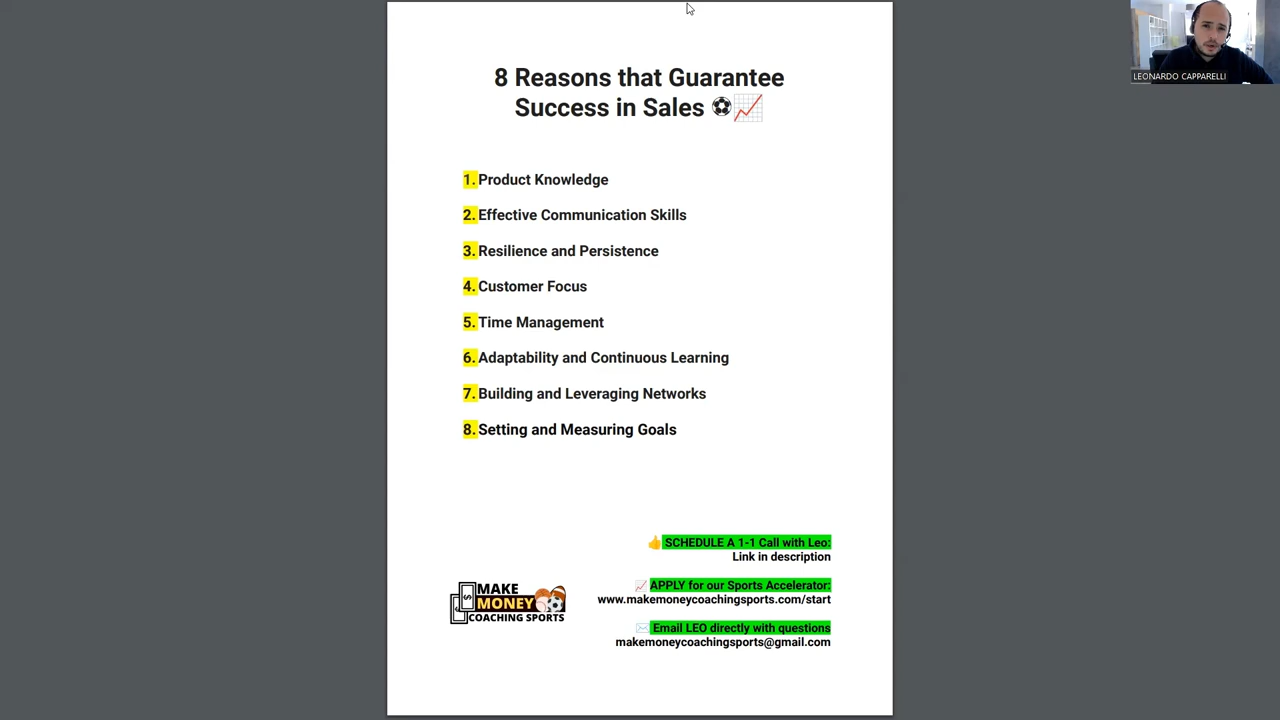 8 Reasons that Guarantee
Success in Sales ⚽📈
1. Product Knowledge
2. Effective Communication Skills
3. Resilience and Persistence
4. Customer Focus
5. Time Management
6. Adaptability and Continuous Learning
7. Building and Leveraging Networks
8. Setting and Measuring Goals
👍 SCHEDULE A 1-1 Call with Leo:
Link in description
📈 APPLY for our Sports Accelerator:
www.makemoneycoachingsports.com/start
✉️ Email LEO directly with questions
makemoneycoachingsports@gmail.com
MAKE
MONEY
COACHING SPORTS
LEONARDO CAPPARELLI